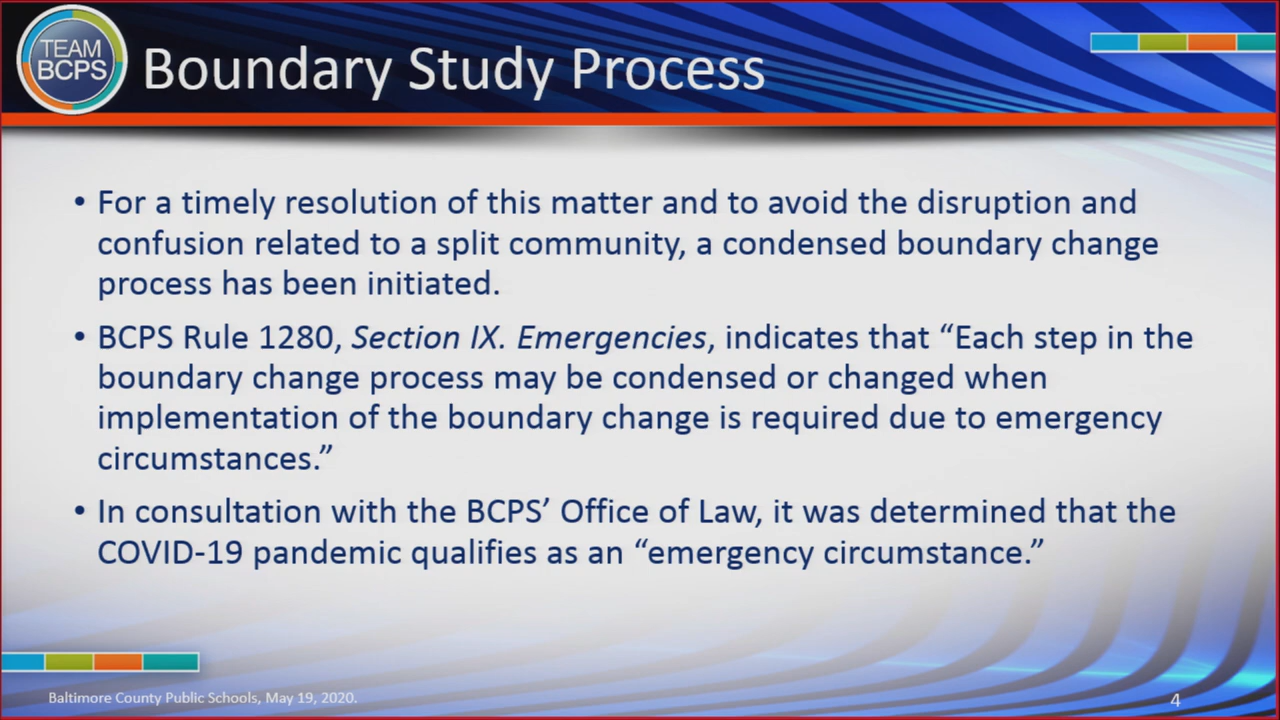 TEAM
BCPS
Boundary Study Process
• For a timely resolution of this matter and to avoid the disruption and
confusion related to a split community, a condensed boundary change
process has been initiated.
• BCPS Rule 1280, Section IX. Emergencies, indicates that “Each step in the
boundary change process may be condensed or changed when
implementation of the boundary change is required due to emergency
circumstances.”
• In consultation with the BCPS’ Office of Law, it was determined that the
COVID-19 pandemic qualifies as an “emergency circumstance.”
Baltimore County Public Schools, May 19, 2020.
4